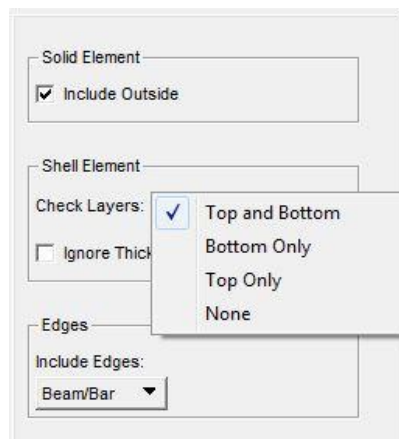 Solid Element
Include Outside
Shell Element
Check Layers:
Top and Bottom
Bottom Only
Top Only
None
Ignore Thick
Edges
Include Edges:
Beam/Bar